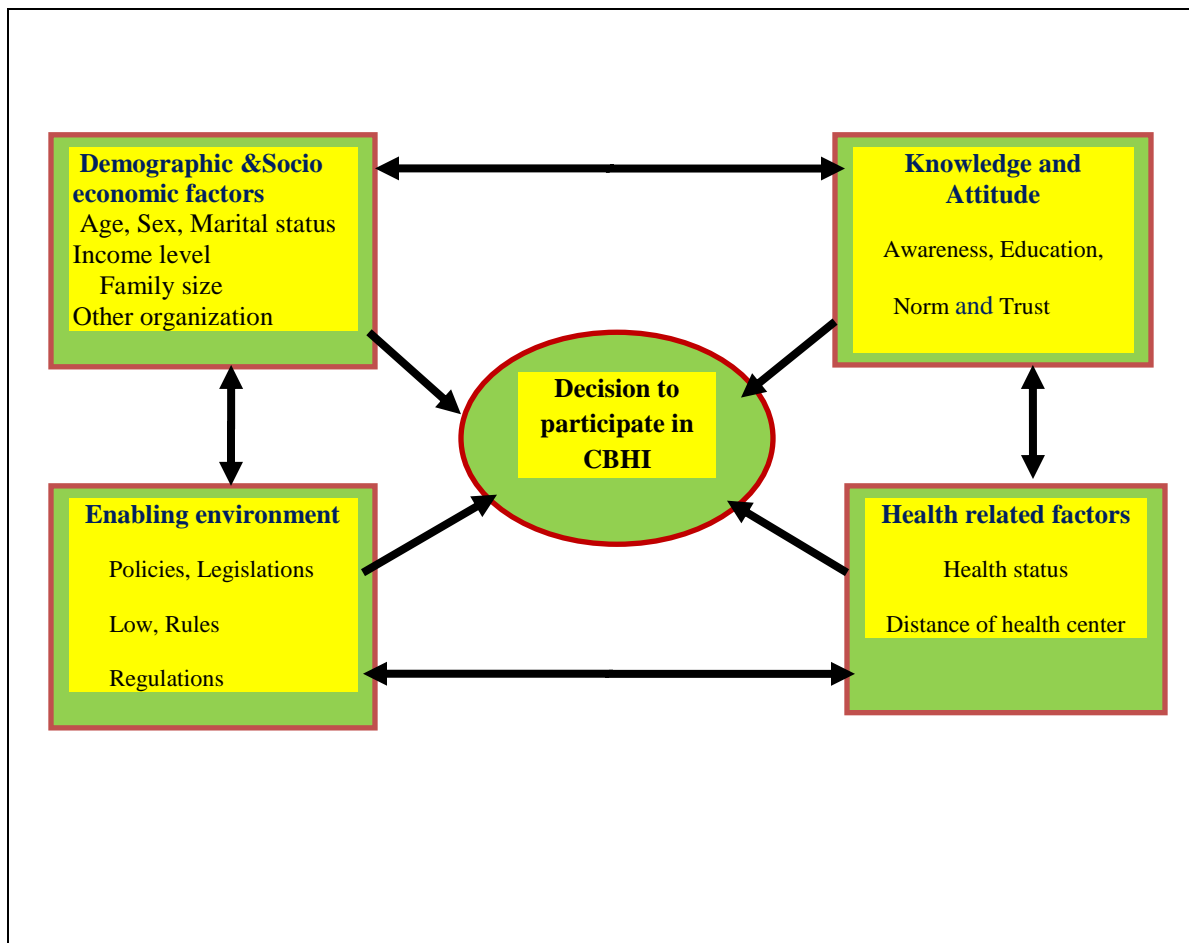 Demographic &Socio
economic factors
Age, Sex, Marital status
Income level
Family size
Other organization
Knowledge and
Attitude
Awareness, Education,
Norm and Trust
Decision to
participate in
CBHI
Enabling environment
Policies, Legislations
Low, Rules
Regulations
Health related factors
Health status
Distance of health center